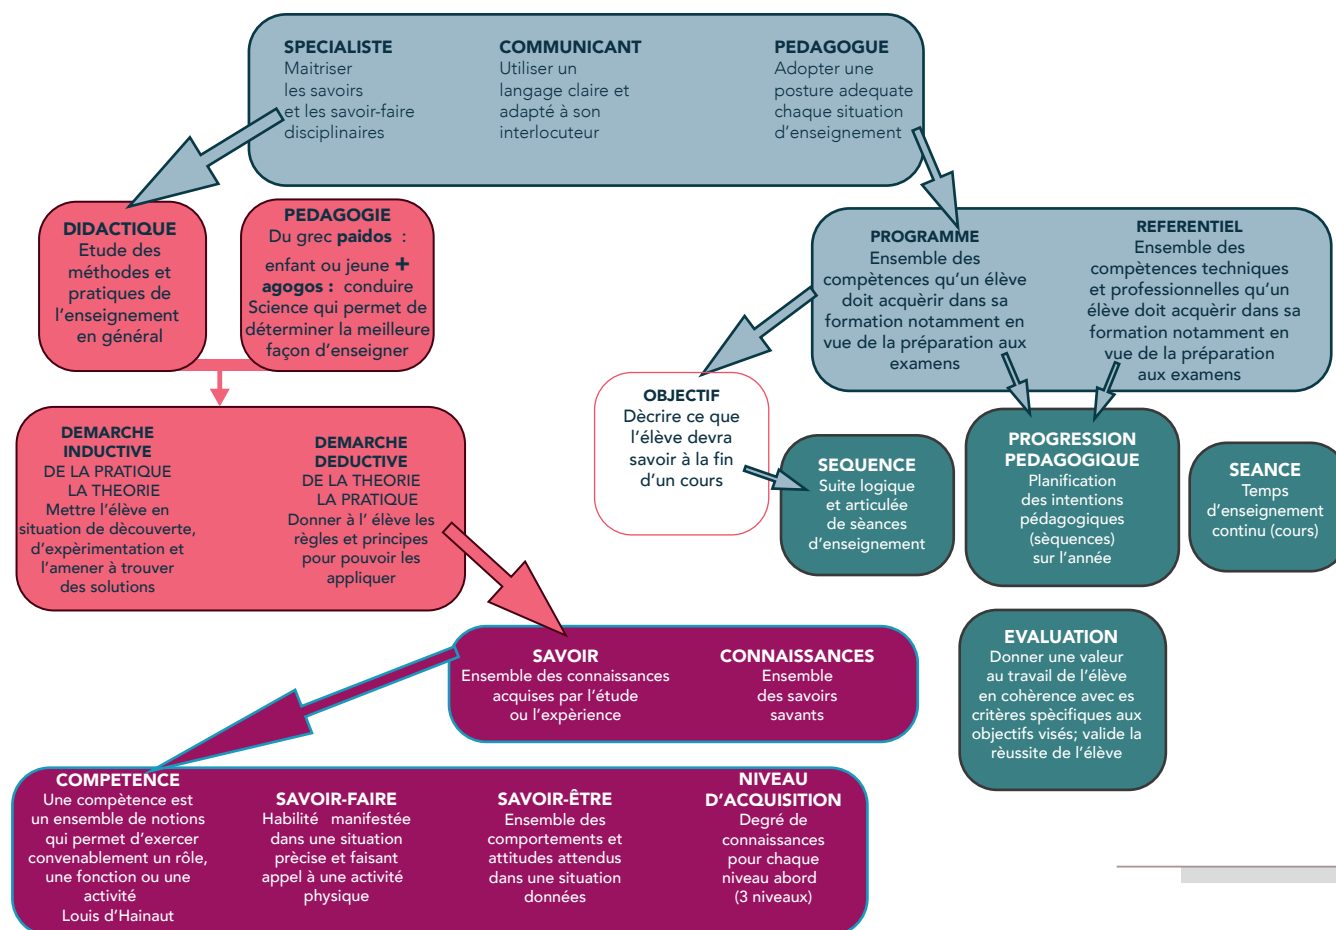 SPECIALISTE
Maitriser
les savoirs
et les savoir-faire
disciplinaires
COMMUNICANT
Utiliser un
langage claire et
adapté à son
interlocuteur
PEDAGOGUE
Adopter une
posture adequate
chaque situation
d'enseignement
DIDACTIQUE
Etude des
méthodes et
pratiques de
l'enseignement
en général
PEDAGOGIE
Du grec paidos :
enfant ou jeune +
agogos : conduire
Science qui permet de
déterminer la meilleure
façon d'enseigner
PROGRAMME
Ensemble des
compètences qu'un élève
doit acquèrir dans sa
formation notamment en
vue de la préparation aux
examens
REFERENTIEL
Ensemble des
compètences techniques
et professionnelles qu'un
élève doit acquèrir dans sa
formation notamment en
vue de la préparation
aux examens
OBJECTIF
Dècrire ce que
l'élève devra
savoir à la fin
d'un cours
DEMARCHE
INDUCTIVE
DE LA PRATIQUE
LA THEORIE
Mettre l'élève en
situation de dècouverte,
d'expèrimentation et
l'amener à trouver
des solutions
DEMARCHE
DEDUCTIVE
DE LA THEORIE
LA PRATIQUE
Donner à l' élève les
règles et principes
pour pouvoir les
appliquer
SEQUENCE
Suite logique
et articulée
de sèances
d'enseignement
PROGRESSION
PEDAGOGIQUE
Planification
des intentions
pédagogiques
(sèquences)
sur l'année
SEANCE
Temps
d'enseignement
continu (cours)
EVALUATION
Donner une valeur
au travail de l'élève
en cohèrence avec es
critères spècifiques aux
objectifs visés; valide la
rèussite de l'élève
SAVOIR
Ensemble des connaissances
acquises par l'étude
ou l'expèrience
CONNAISSANCES
Ensemble
des savoirs
savants
COMPETENCE
Une compètence est
un ensemble de notions
qui permet d'exercer
convenablement un rôle,
une fonction ou une
activité
Louis d'Hainaut
SAVOIR-FAIRE
Habilité manifestée
dans une situation
prècise et faisant
appel à une activité
physique
SAVOIR-ÊTRE
Ensemble des
comportements et
attitudes attendus
dans une situation
données
NIVEAU
D'ACQUISITION
Degré de
connaissances
pour chaque
niveau abord
(3 niveaux)